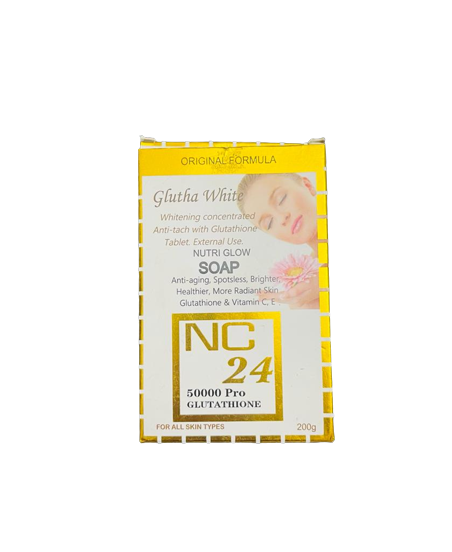 ORIGINAL FORMULA
Glutha White
Whitening concentrated
Anti-tach with Glutathione
Tablet. External Use.
NUTRI GLOW
SOAP
Anti-aging, Spotsless, Brighter,
Healthier, More Radiant Skin
Glutathione & Vitamin C, E
NC
24
50000 Pro
GLUTATHIONE
FOR ALL SKIN TYPES
200g